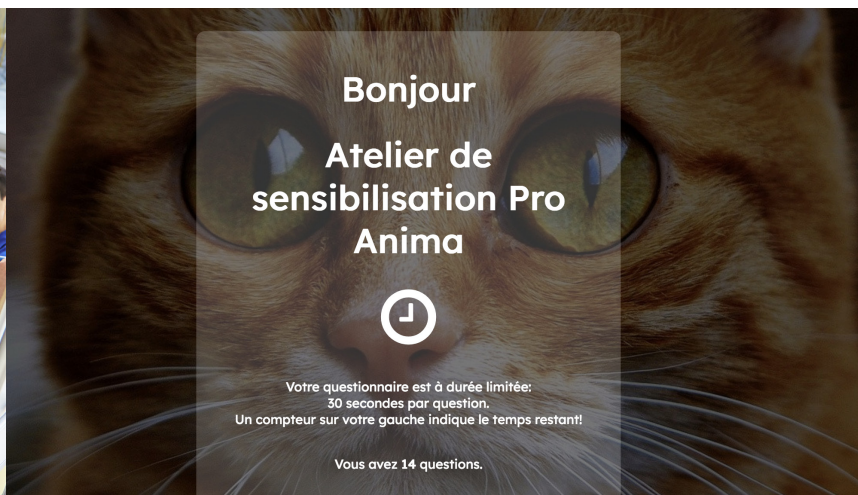 Bonjour
Atelier de
sensibilisation Pro
Anima
Votre questionnaire est à durée limitée:
30 secondes par question.
Un compteur sur votre gauche indique le temps restant!
Vous avez 14 questions.